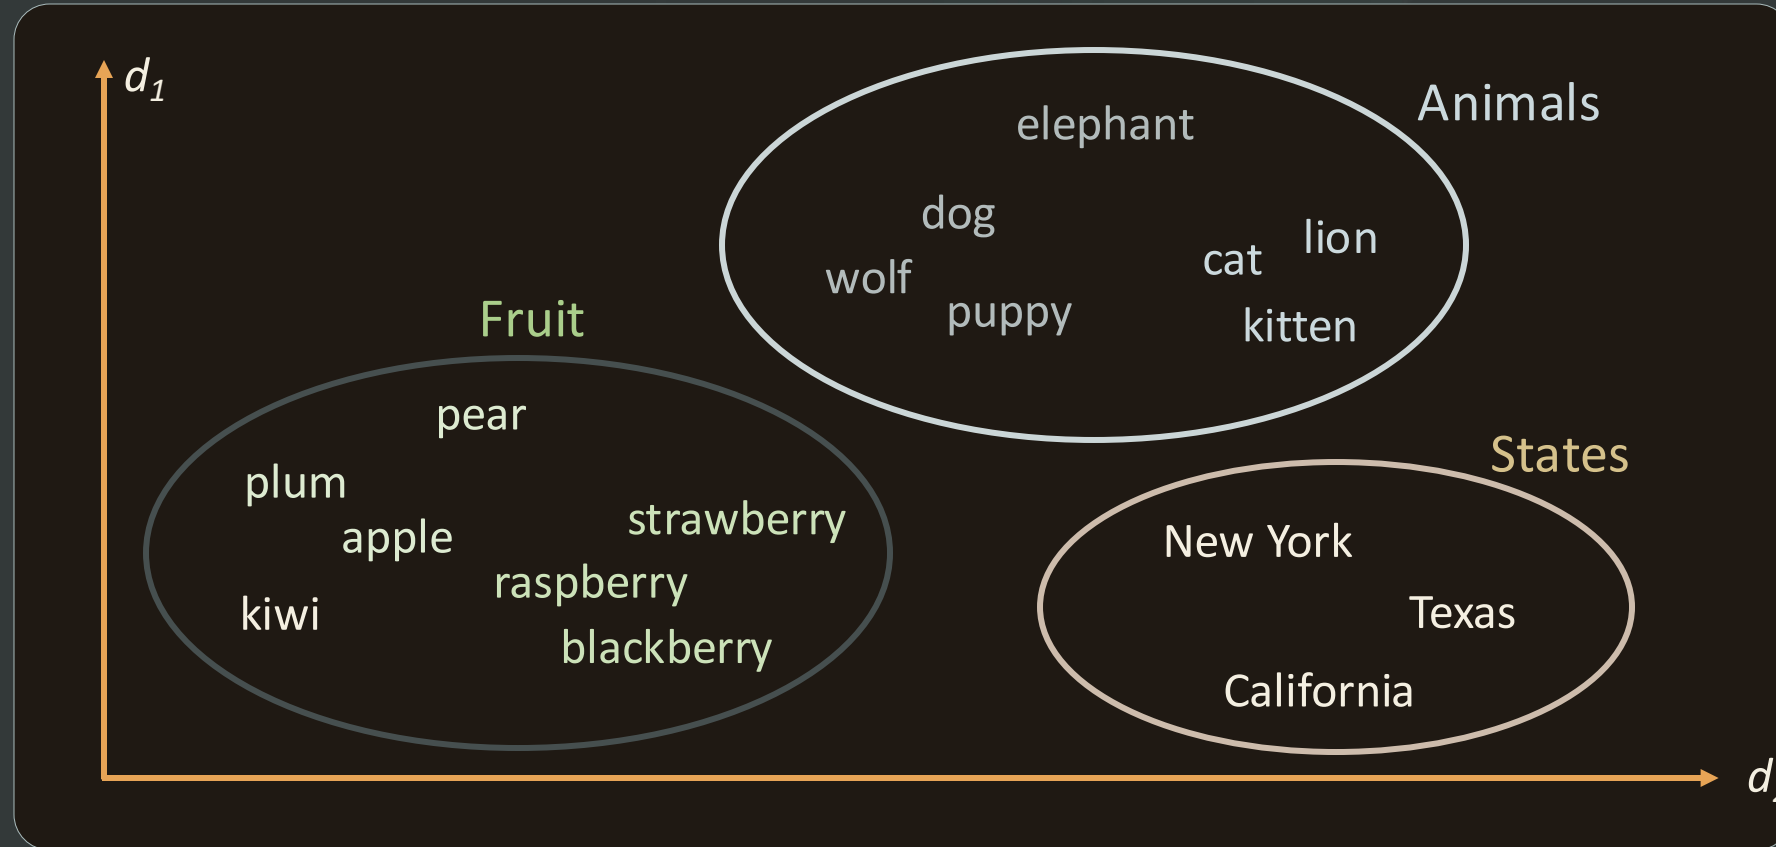 d1
Animals
elephant
dog
lion
cat
wolf
puppy
kitten
Fruit
pear
plum
apple
strawberry
raspberry
kiwi
blackberry
States
New York
Texas
California
d